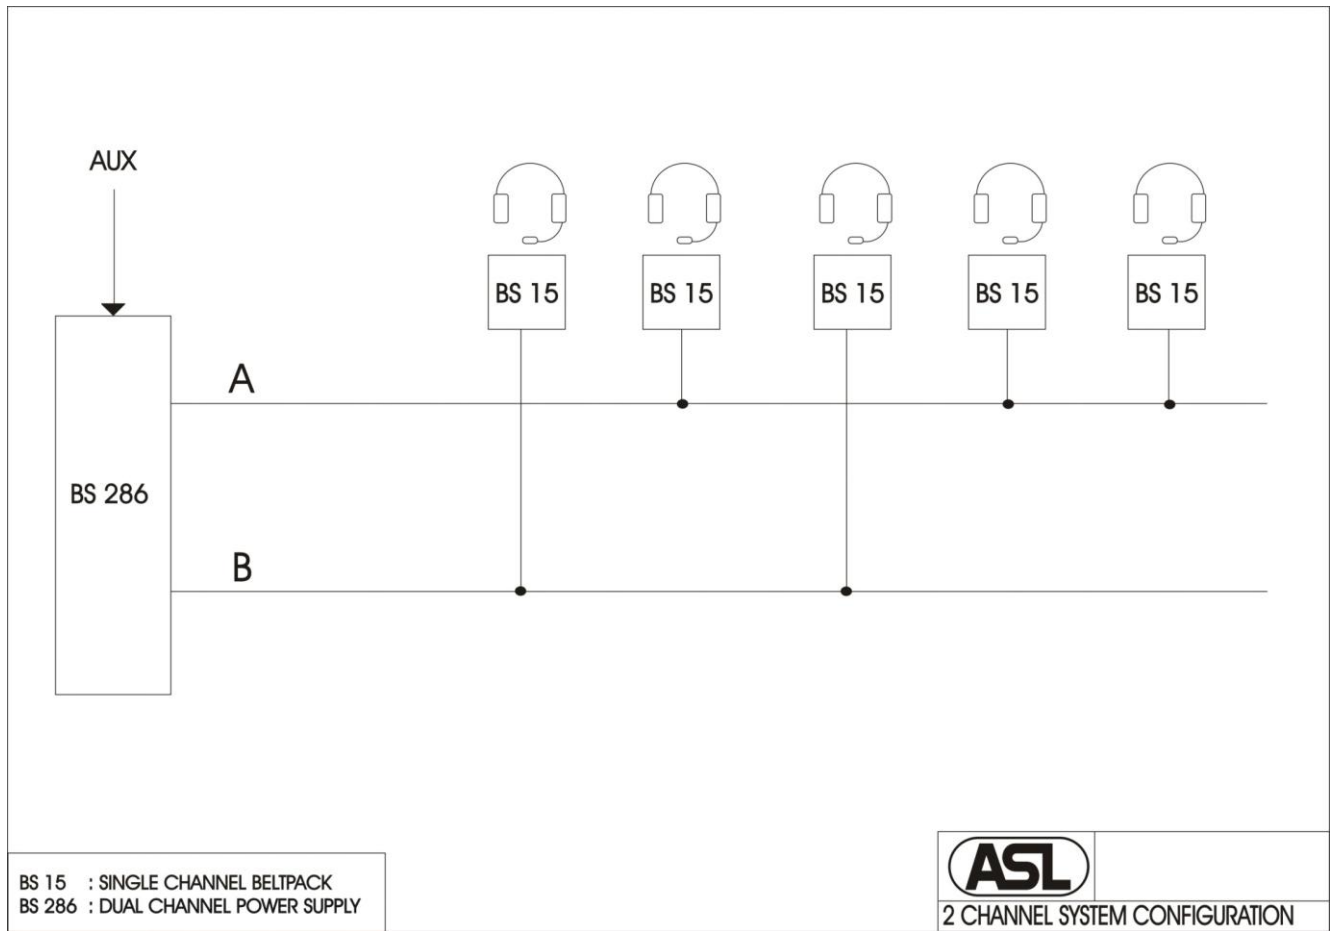 AUX
BS 15 BS 15 BS 15 BS 15 BS 15
A
BS 286
B
BS 15 : SINGLE CHANNEL BELTPACK
BS 286 : DUAL CHANNEL POWER SUPPLY
ASL
2 CHANNEL SYSTEM CONFIGURATION